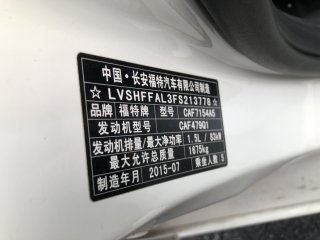 中国·长安福特汽车有限公司制造
☆ LVSHFFAL3FS213778 ☆
品牌 福特牌 型号 CAF7154A5
发动机型号 CAF479Q1
发动机排量/最大净功率 1.5L 83kW
最大允许总质量 1675kg
制造年月 2015-07 乘坐人数 5